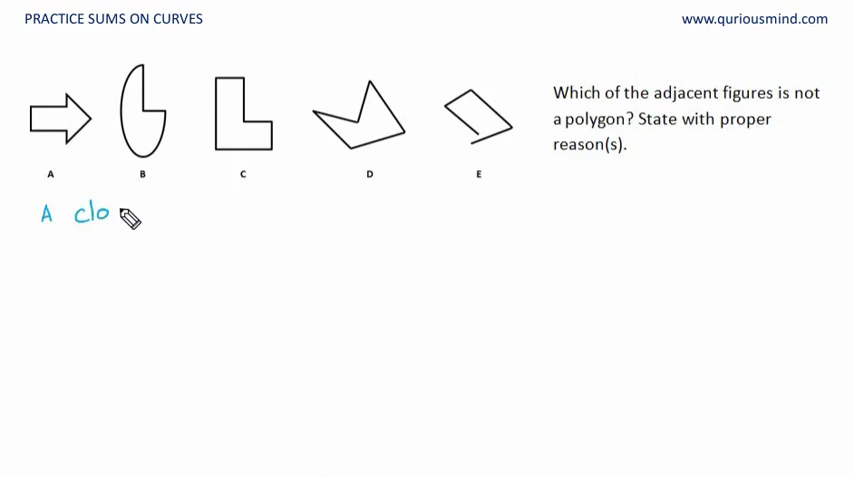 PRACTICE SUMS ON CURVES
www.quriousmind.com
Which of the adjacent figures is not
a polygon? State with proper
reason(s).
A B C D E
A clo